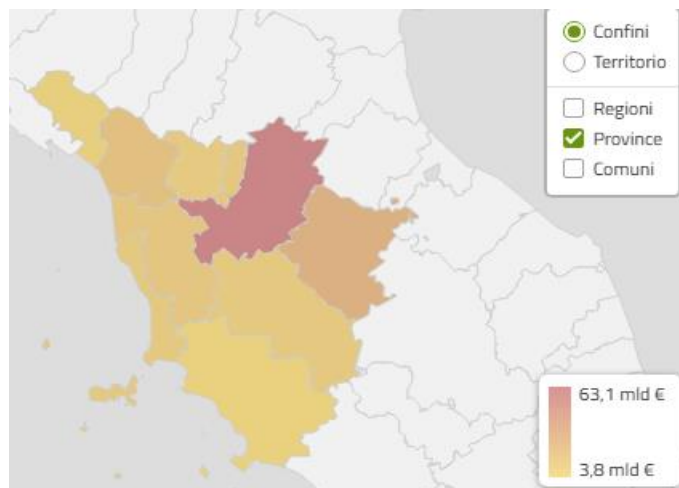 Confini
Territorio
Regioni
Province
Comuni
63,1 mld €
3,8 mld €